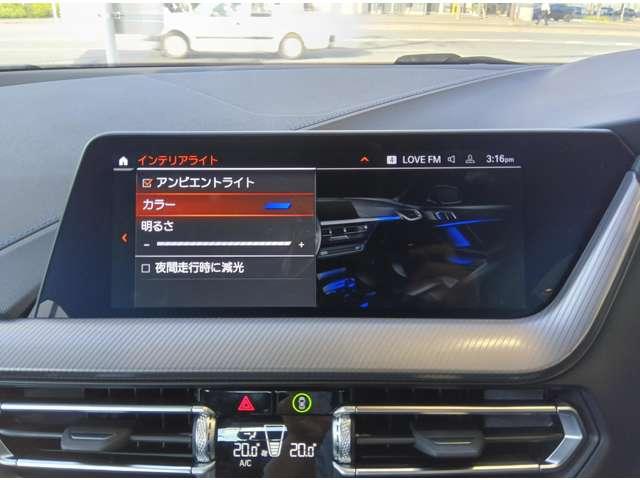 インテリアライト
4 LOVE FM 3:16pm
アンビエントライト
カラー
明るさ
- +
夜間走行時に減光
20.0° 20.0°
A/C